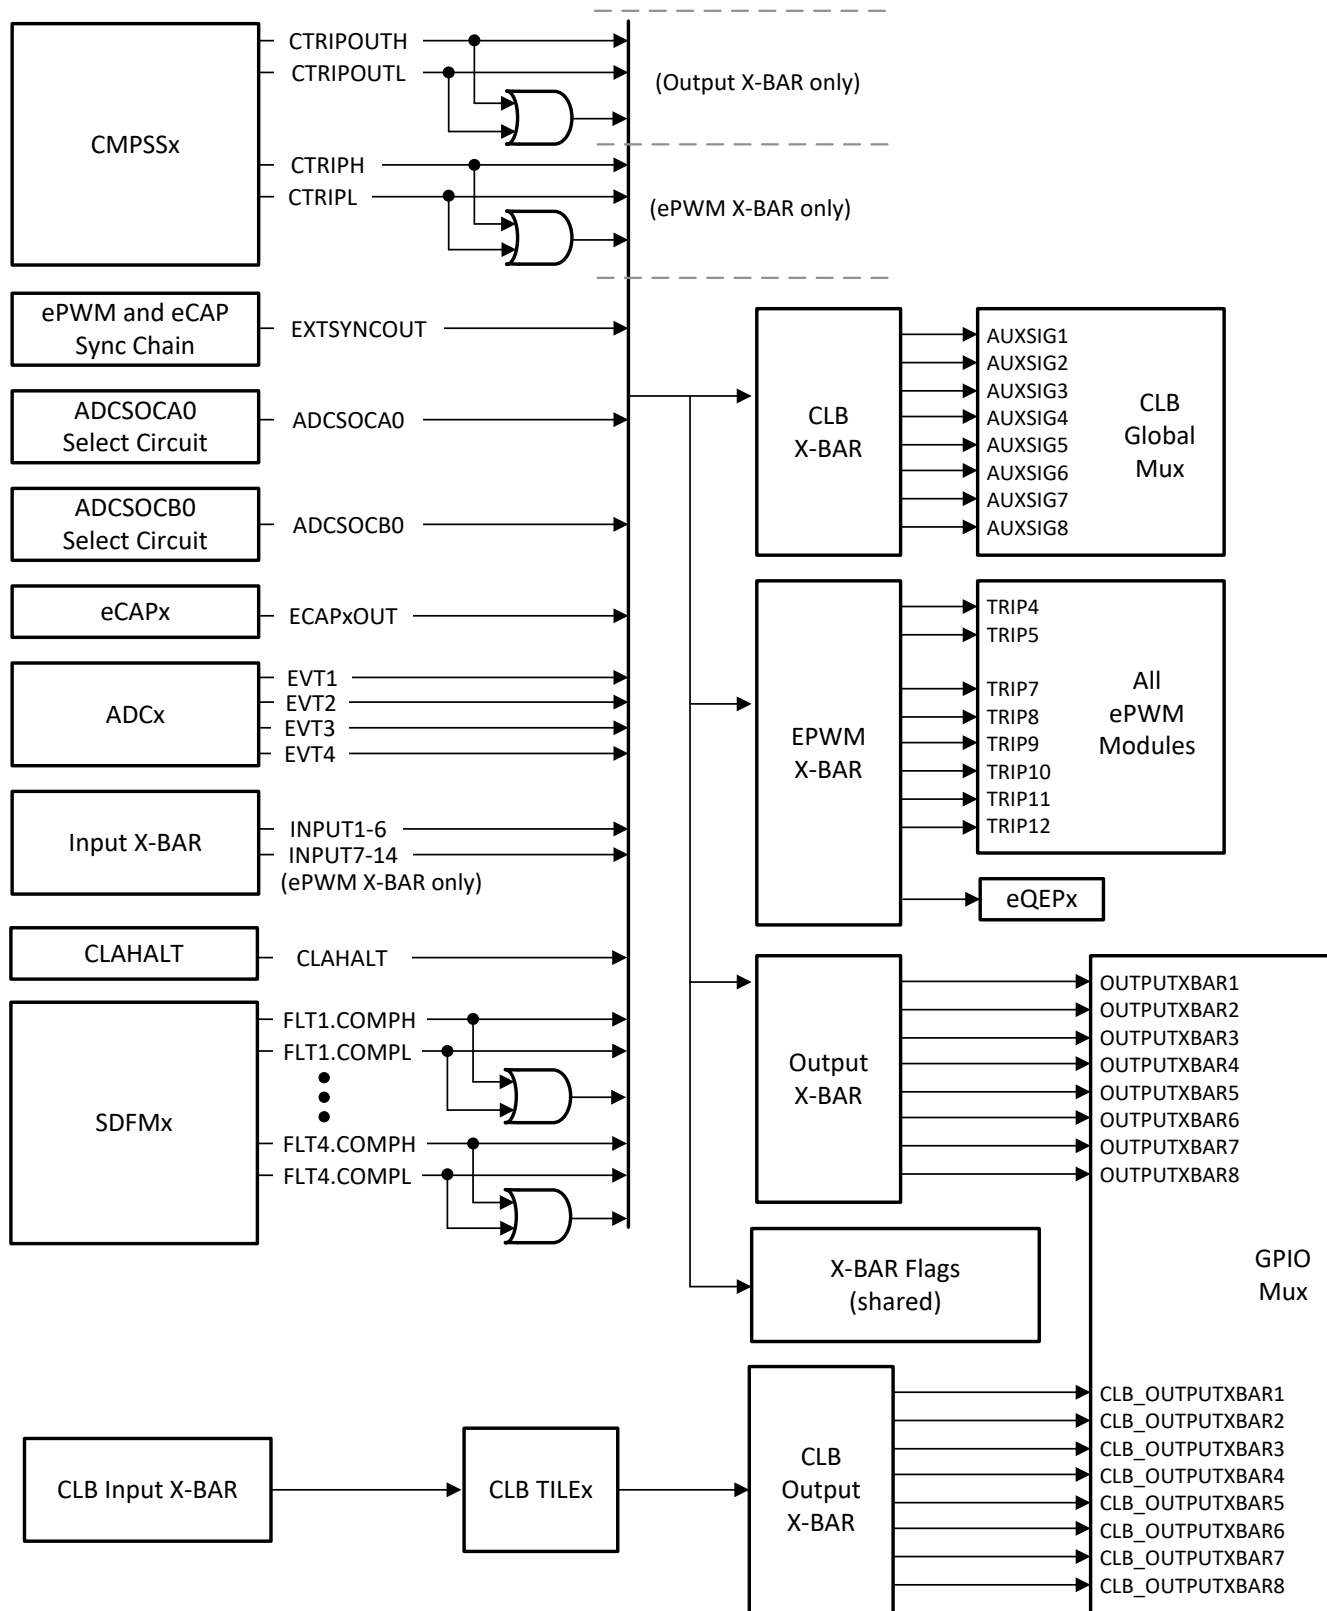 CMPSSx
CTRIPOUTH
CTRIPOUTL
(Output X-BAR only)
CTRIPH
CTRIPL
(ePWM X-BAR only)
ePWM and eCAP
Sync Chain
EXTSYNCOUT
ADCSOCA0
Select Circuit
ADCSOCA0
ADCSOCB0
Select Circuit
ADCSOCB0
eCAPx
ECAPxOUT
ADCx
EVT1
EVT2
EVT3
EVT4
Input X-BAR
INPUT1-6
INPUT7-14
(ePWM X-BAR only)
CLAHALT
CLAHALT
SDFMx
FLT1.COMPH
FLT1.COMPL
FLT4.COMPH
FLT4.COMPL
CLB
X-BAR
AUXSIG1
AUXSIG2
AUXSIG3
AUXSIG4
AUXSIG5
AUXSIG6
AUXSIG7
AUXSIG8
CLB
Global
Mux
EPWM
X-BAR
TRIP4
TRIP5
TRIP7
TRIP8
TRIP9
TRIP10
TRIP11
TRIP12
All
ePWM
Modules
eQEPx
Output
X-BAR
OUTPUTXBAR1
OUTPUTXBAR2
OUTPUTXBAR3
OUTPUTXBAR4
OUTPUTXBAR5
OUTPUTXBAR6
OUTPUTXBAR7
OUTPUTXBAR8
X-BAR Flags
(shared)
GPIO
Mux
CLB Input X-BAR
CLB TILEx
CLB
Output
X-BAR
CLB_OUTPUTXBAR1
CLB_OUTPUTXBAR2
CLB_OUTPUTXBAR3
CLB_OUTPUTXBAR4
CLB_OUTPUTXBAR5
CLB_OUTPUTXBAR6
CLB_OUTPUTXBAR7
CLB_OUTPUTXBAR8